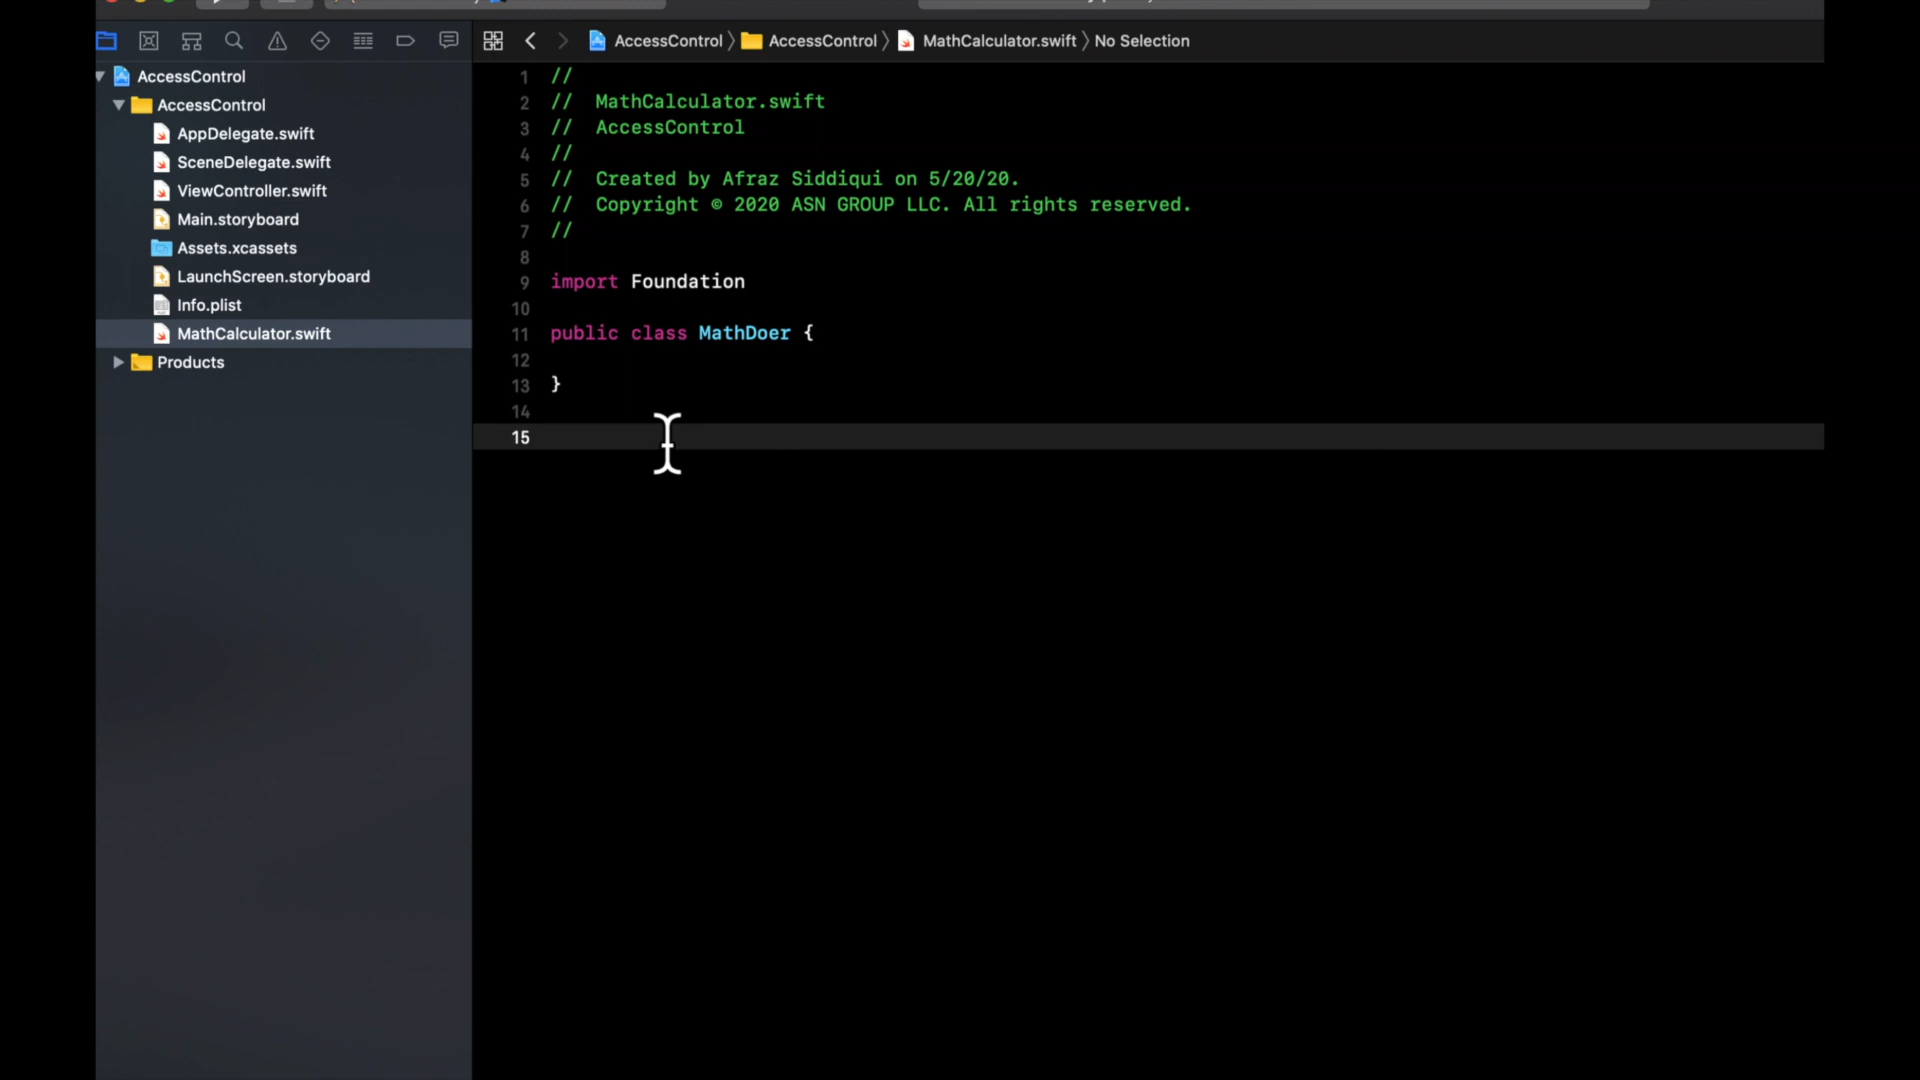 AccessControl
AccessControl
AppDelegate.swift
SceneDelegate.swift
ViewController.swift
Main.storyboard
Assets.xcassets
LaunchScreen.storyboard
Info.plist
MathCalculator.swift
Products
AccessControl 〉 AccessControl 〉 MathCalculator.swift 〉 No Selection
1 //
2 //  MathCalculator.swift
3 //  AccessControl
4 //
5 //  Created by Afraz Siddiqui on 5/20/20.
6 //  Copyright © 2020 ASN GROUP LLC. All rights reserved.
7 //
8
9 import Foundation
10
11 public class MathDoer {
12
13 }
14
15